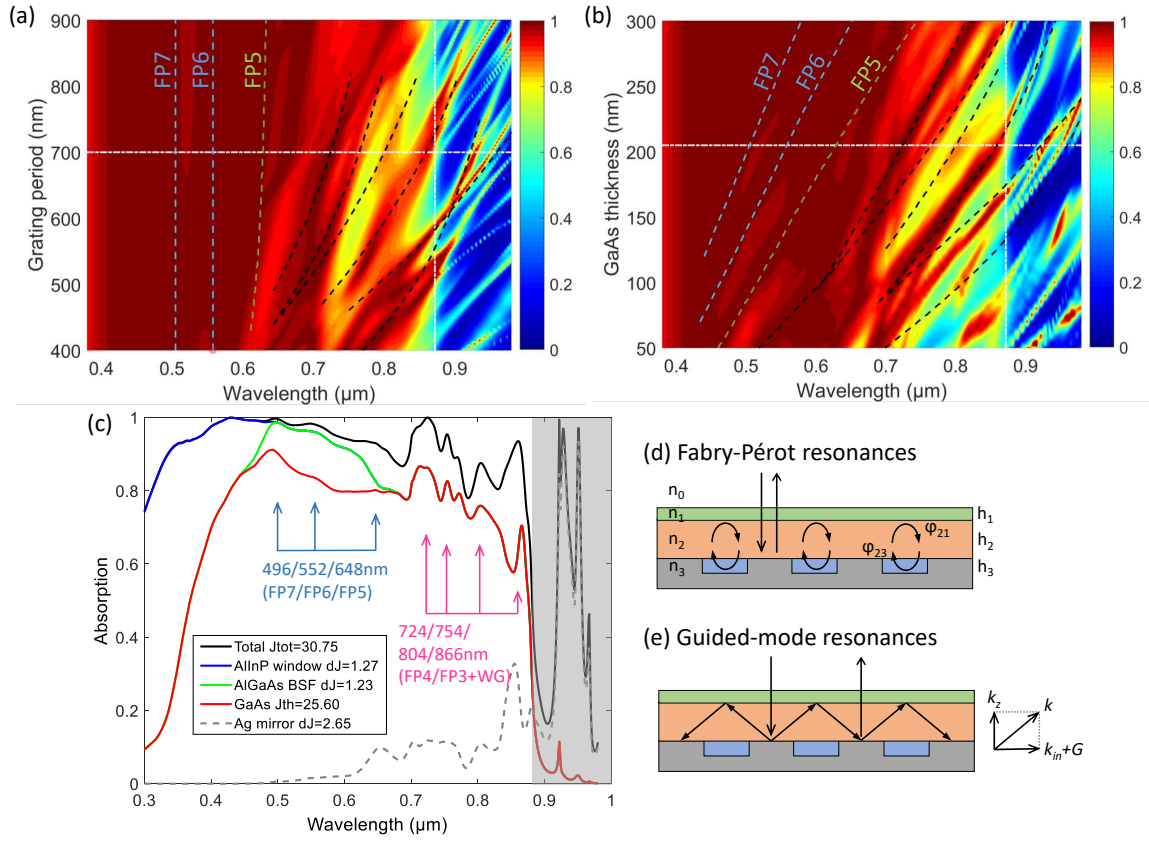 (a)
900
800
700
600
500
400
Grating period (nm)
0.4 0.5 0.6 0.7 0.8 0.9
Wavelength (μm)
FP7
FP6
FP5
1
0.8
0.6
0.4
0.2
0
(b)
300
250
200
150
100
50
GaAs thickness (nm)
0.4 0.5 0.6 0.7 0.8 0.9
Wavelength (μm)
FP7
FP6
FP5
1
0.8
0.6
0.4
0.2
0
(c)
1
0.8
0.6
0.4
0.2
0
Absorption
0.3 0.4 0.5 0.6 0.7 0.8 0.9 1
Wavelength (μm)
496/552/648nm
(FP7/FP6/FP5)
724/754/
804/866nm
(FP4/FP3+WG)
Total Jtot=30.75
AlInP window dJ=1.27
AlGaAs BSF dJ=1.23
GaAs Jth=25.60
Ag mirror dJ=2.65
(d) Fabry-Pérot resonances
n0
n1
n2
n3
φ21
φ23
h1
h2
h3
(e) Guided-mode resonances
kz
k
kin+G